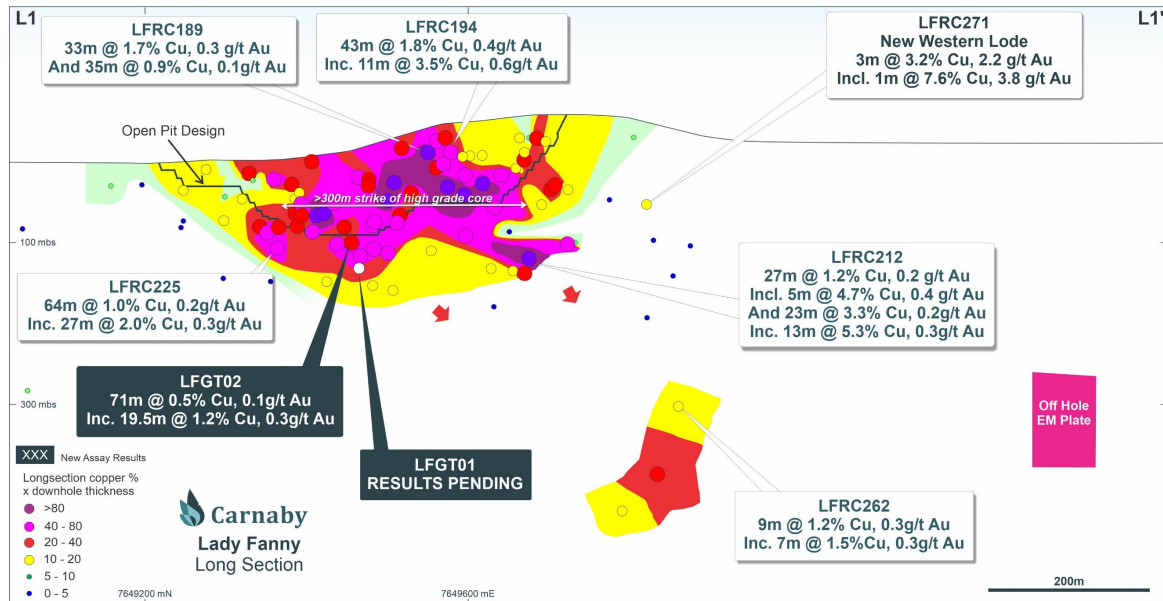 L1
L1'
LFRC189
33m @ 1.7% Cu, 0.3 g/t Au
And 35m @ 0.9% Cu, 0.1g/t Au
LFRC194
43m @ 1.8% Cu, 0.4g/t Au
Inc. 11m @ 3.5% Cu, 0.6g/t Au
LFRC271
New Western Lode
3m @ 3.2% Cu, 2.2 g/t Au
Incl. 1m @ 7.6% Cu, 3.8 g/t Au
Open Pit Design
>300m strike of high grade core
100 mbs
LFRC225
64m @ 1.0% Cu, 0.2g/t Au
Inc. 27m @ 2.0% Cu, 0.3g/t Au
LFRC212
27m @ 1.2% Cu, 0.2 g/t Au
Incl. 5m @ 4.7% Cu, 0.4 g/t Au
And 23m @ 3.3% Cu, 0.2g/t Au
Inc. 13m @ 5.3% Cu, 0.3g/t Au
LFGT02
71m @ 0.5% Cu, 0.1g/t Au
Inc. 19.5m @ 1.2% Cu, 0.3g/t Au
300 mbs
Off Hole
EM Plate
LFGT01
RESULTS PENDING
XXX New Assay Results
Longsection copper %
x downhole thickness
>80
40 - 80
20 - 40
10 - 20
5 - 10
0 - 5
Carnaby
Lady Fanny
Long Section
LFRC262
9m @ 1.2% Cu, 0.3g/t Au
Inc. 7m @ 1.5%Cu, 0.3g/t Au
200m
7649200 mN
7649600 mE